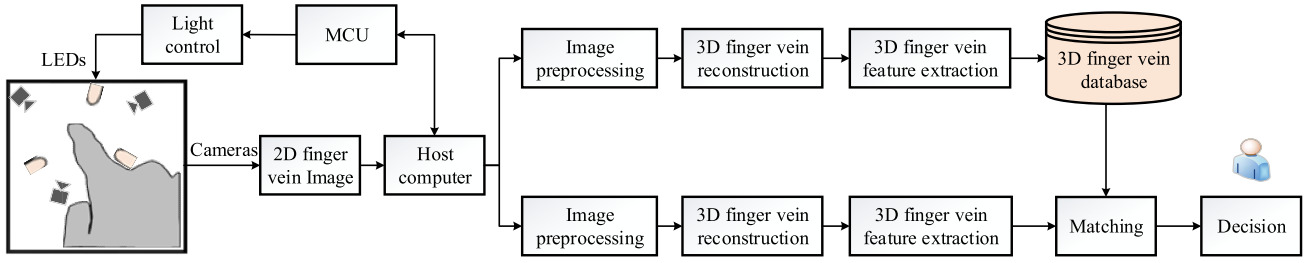 Light
control
MCU
LEDs
Image
preprocessing
3D finger vein
reconstruction
3D finger vein
feature extraction
3D finger vein
database
Cameras
2D finger
vein Image
Host
computer
Image
preprocessing
3D finger vein
reconstruction
3D finger vein
feature extraction
Matching
Decision